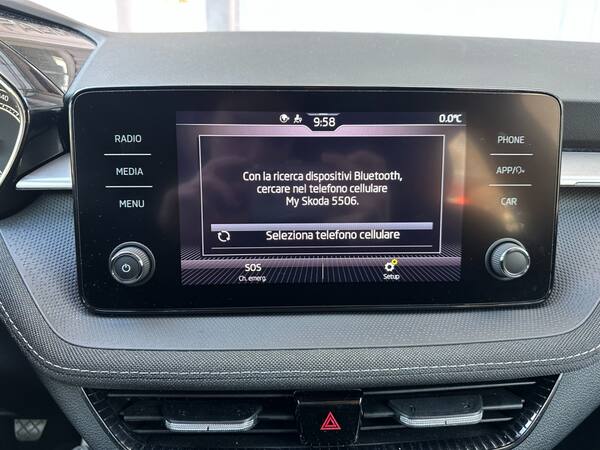 9:58
0.0°C
RADIO
MEDIA
MENU
PHONE
APP/
CAR
Con la ricerca dispositivi Bluetooth,
cercare nel telefono cellulare
My Skoda 5506.
Seleziona telefono cellulare
SOS
Ch. emerg.
Setup